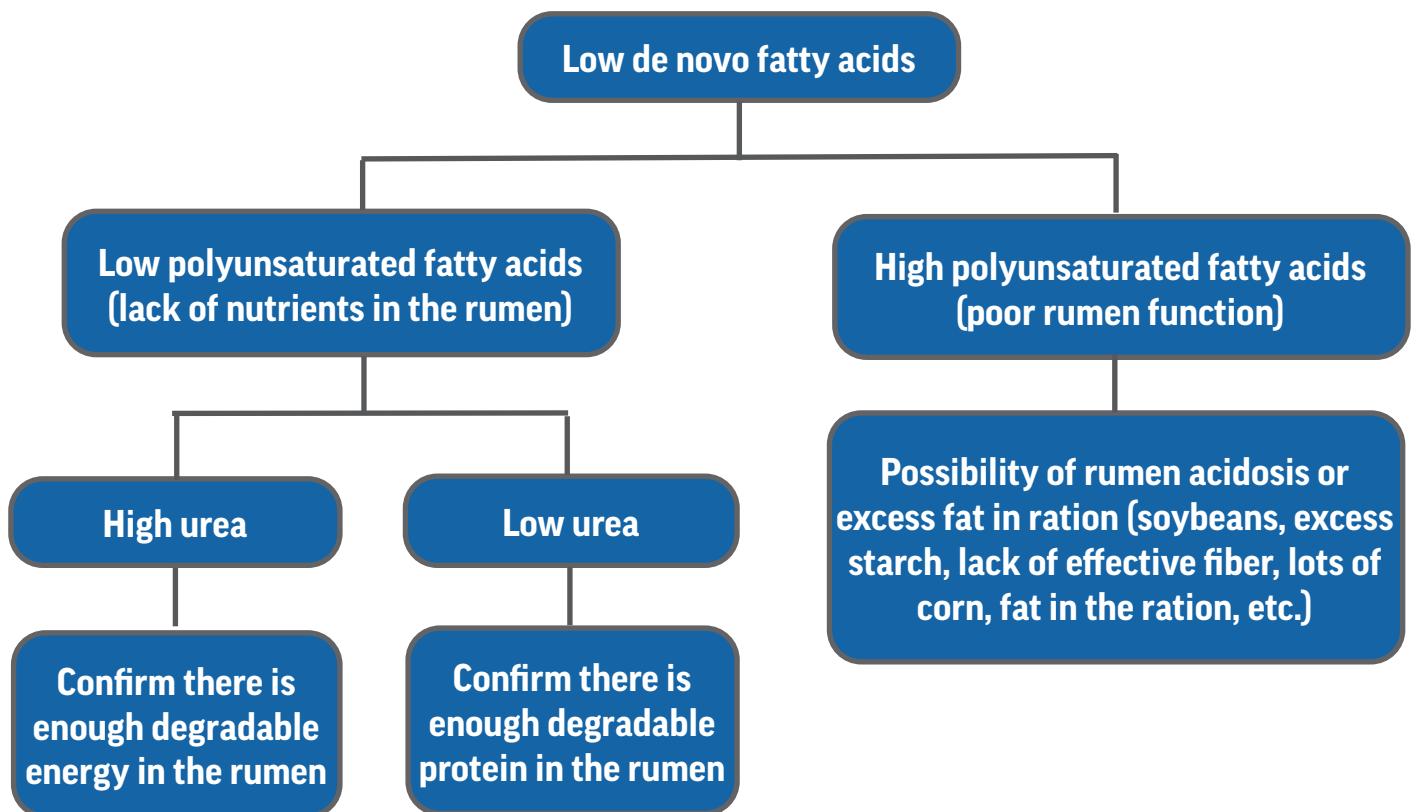 Low de novo fatty acids
Low polyunsaturated fatty acids
(lack of nutrients in the rumen)
High polyunsaturated fatty acids
(poor rumen function)
High urea
Low urea
Possibility of rumen acidosis or
excess fat in ration (soybeans, excess
starch, lack of effective fiber, lots of
corn, fat in the ration, etc.)
Confirm there is
enough degradable
energy in the rumen
Confirm there is
enough degradable
protein in the rumen